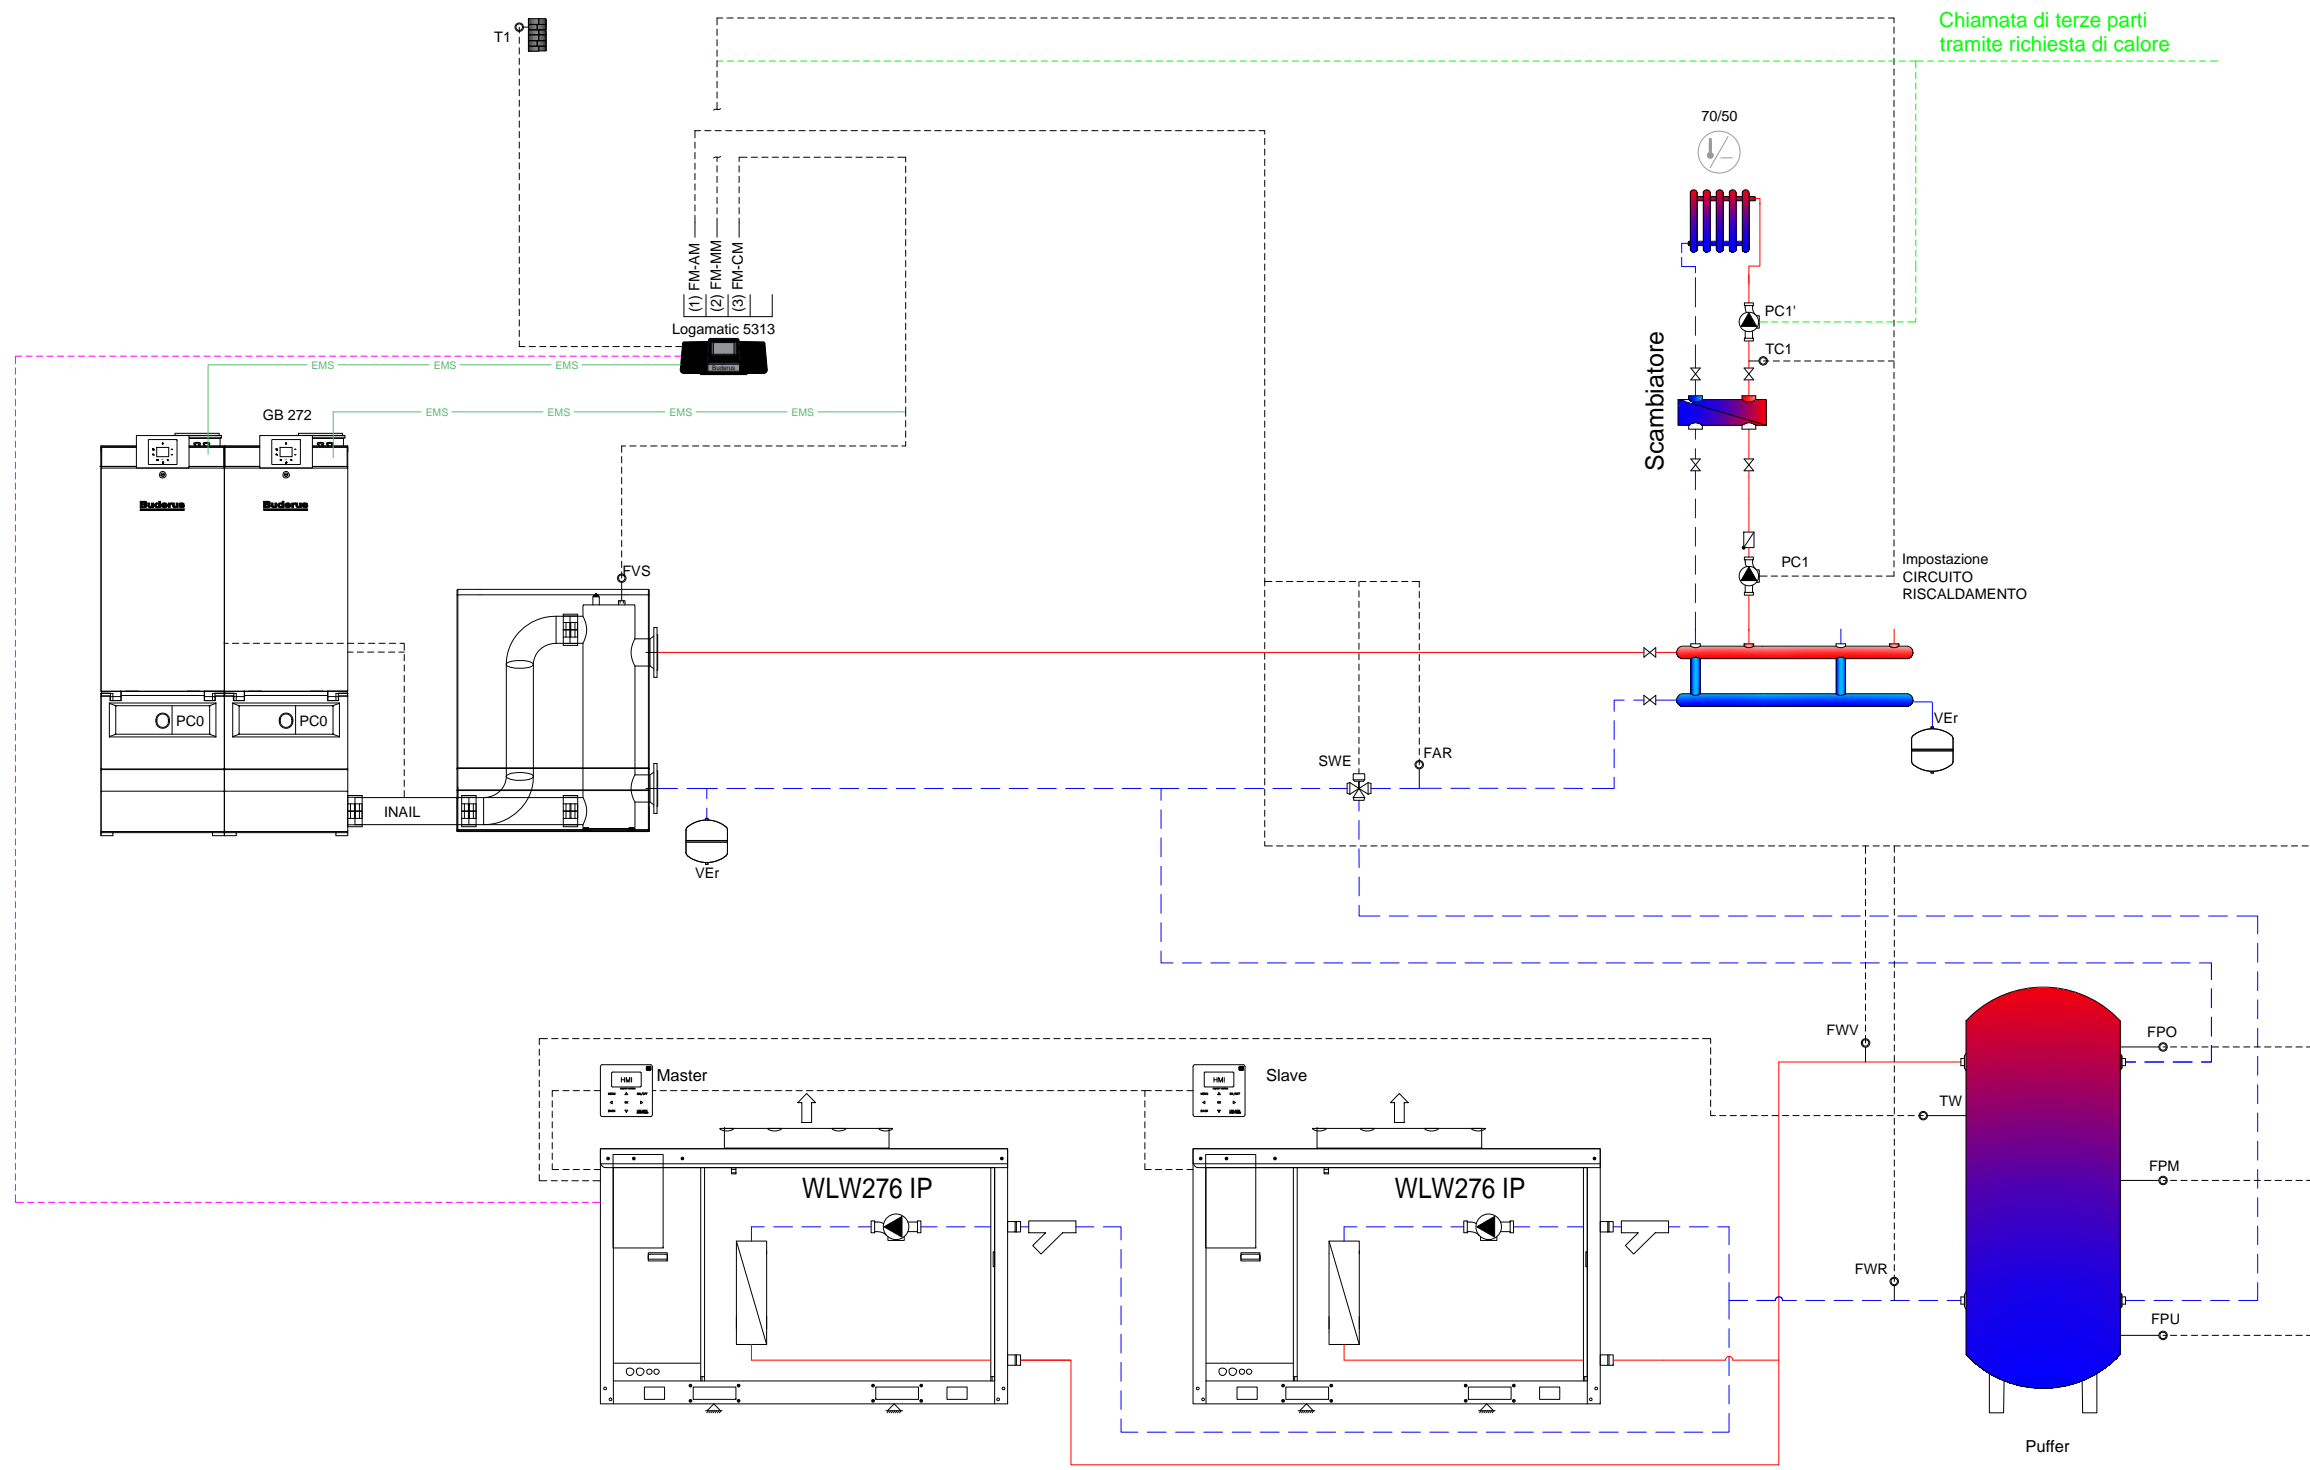 Chiamata di terze parti
tramite richiesta di calore
T1
70/50
(1) FM-AM
(2) FM-MM
(3) FM-CM
Logamatic 5313
Buderus
PC1'
TC1
Scambiatore
EMS EMS EMS
GB 272
EMS EMS EMS EMS
Buderus
Buderus
FVS
PC1
Impostazione
CIRCUITO
RISCALDAMENTO
PC0
PC0
INAIL
VEr
SWE
FAR
VEr
FWV
FPO
HMI
Master
HMI
Slave
TW
FPM
WLW276 IP
WLW276 IP
FWR
FPU
Puffer